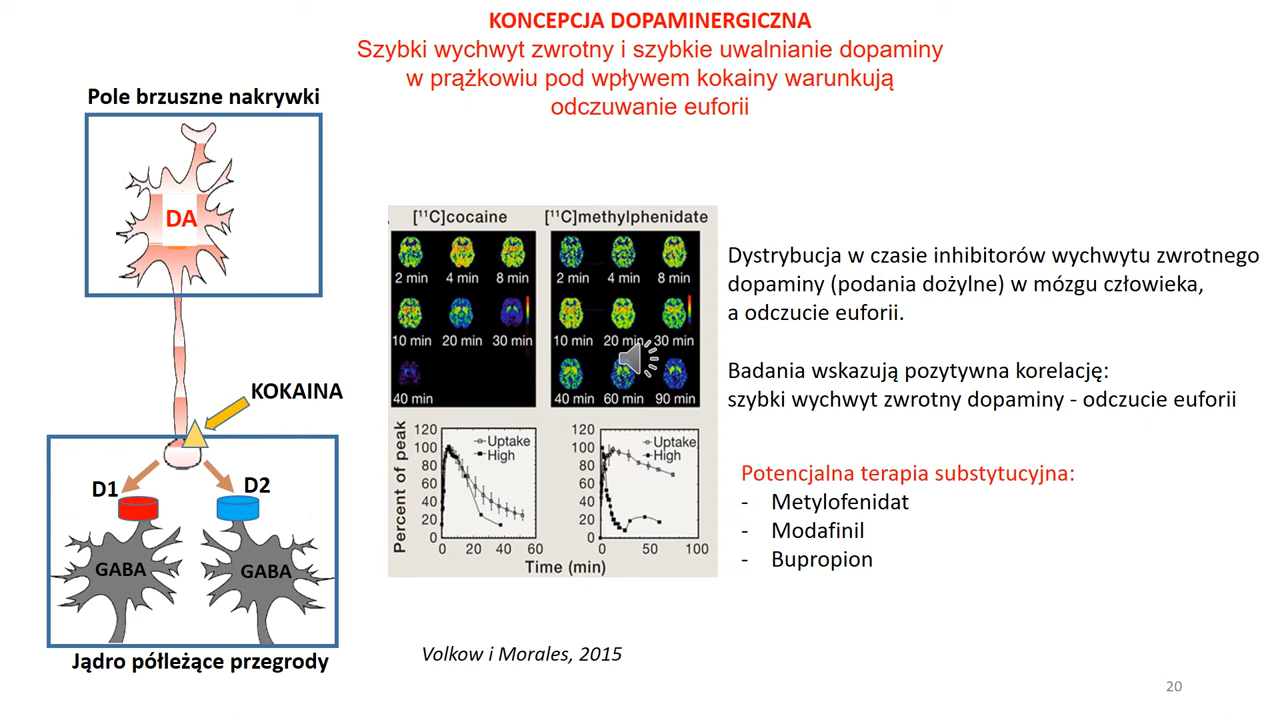 KONCEPCJA DOPAMINERGICZNA
Szybki wychwyt zwrotny i szybkie uwalnianie dopaminy
w prążkowiu pod wpływem kokainy warunkują
odczuwanie euforii
Pole brzuszne nakrywki
DA
KOKAINA
D1
D2
GABA
GABA
Jądro półleżące przegrody
[¹¹C]cocaine
[¹¹C]methylphenidate
2 min 4 min 8 min
10 min 20 min 30 min
40 min
2 min 4 min 8 min
10 min 20 min 30 min
40 min 60 min 90 min
Percent of peak
120
100
80
60
40
20
0
Uptake
High
0 20 40 60
120
100
80
60
40
20
0
Uptake
High
0 50 100
Time (min)
Volkow i Morales, 2015
Dystrybucja w czasie inhibitorów wychwytu zwrotnego
dopaminy (podania dożylne) w mózgu człowieka,
a odczucie euforii.
Badania wskazują pozytywna korelację:
szybki wychwyt zwrotny dopaminy - odczucie euforii
Potencjalna terapia substytucyjna:
- Metylofenidat
- Modafinil
- Bupropion
20